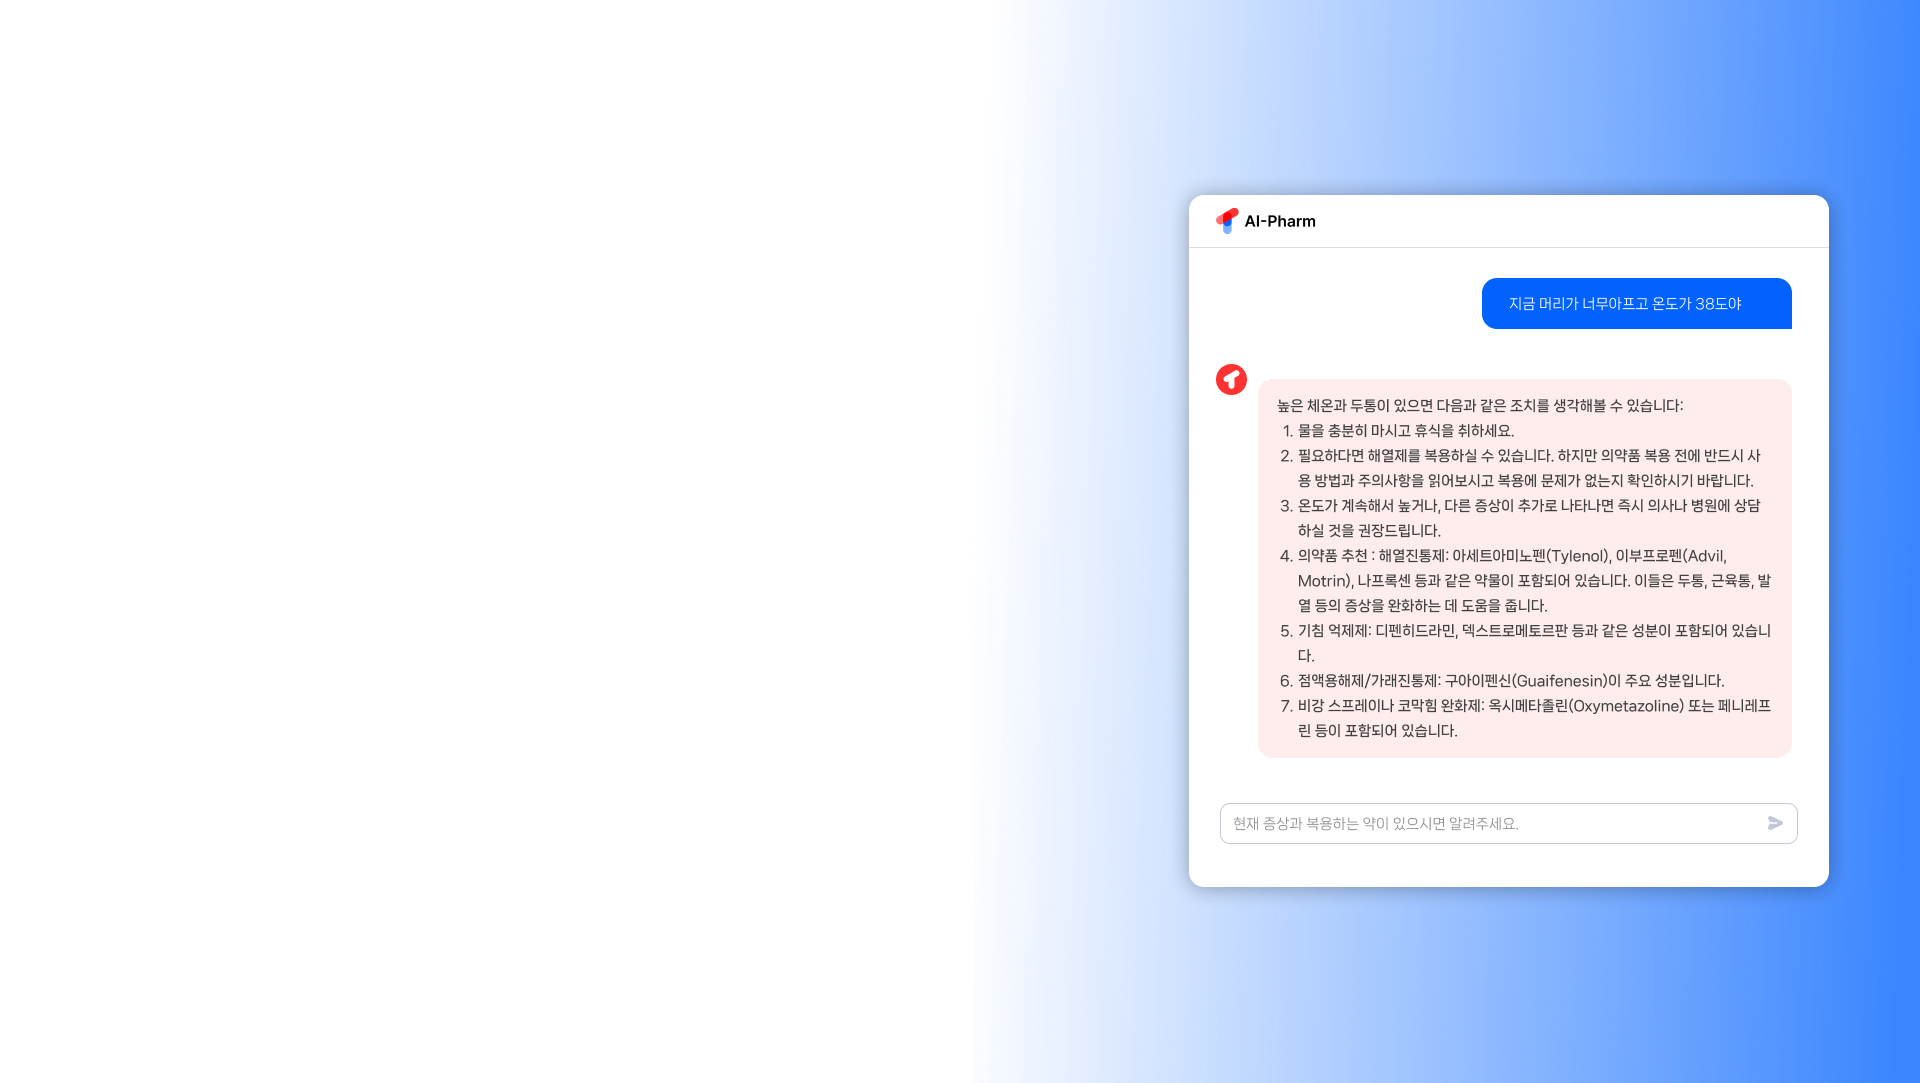 AI-Pharm
지금 머리가 너무아프고 온도가 38도야
높은 체온과 두통이 있으면 다음과 같은 조치를 생각해볼 수 있습니다:
1. 물을 충분히 마시고 휴식을 취하세요.
2. 필요하다면 해열제를 복용하실 수 있습니다. 하지만 의약품 복용 전에 반드시 사
용 방법과 주의사항을 읽어보시고 복용에 문제가 없는지 확인하시기 바랍니다.
3. 온도가 계속해서 높거나, 다른 증상이 추가로 나타나면 즉시 의사나 병원에 상담
하실 것을 권장드립니다.
4. 의약품 추천 : 해열진통제: 아세트아미노펜(Tylenol), 이부프로펜(Advil,
Motrin), 나프록센 등과 같은 약물이 포함되어 있습니다. 이들은 두통, 근육통, 발
열 등의 증상을 완화하는 데 도움을 줍니다.
5. 기침 억제제: 디펜히드라민, 덱스트로메토르판 등과 같은 성분이 포함되어 있습니
다.
6. 점액용해제/가래진통제: 구아이펜신(Guaifenesin)이 주요 성분입니다.
7. 비강 스프레이나 코막힘 완화제: 옥시메타졸린(Oxymetazoline) 또는 페니레프
린 등이 포함되어 있습니다.
현재 증상과 복용하는 약이 있으시면 알려주세요.